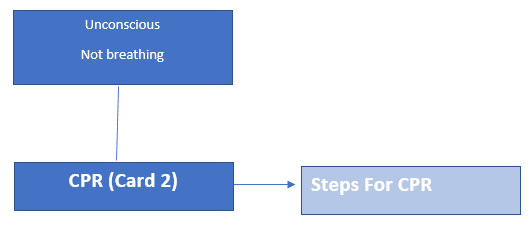 Unconscious
Not breathing
CPR (Card 2)
Steps For CPR